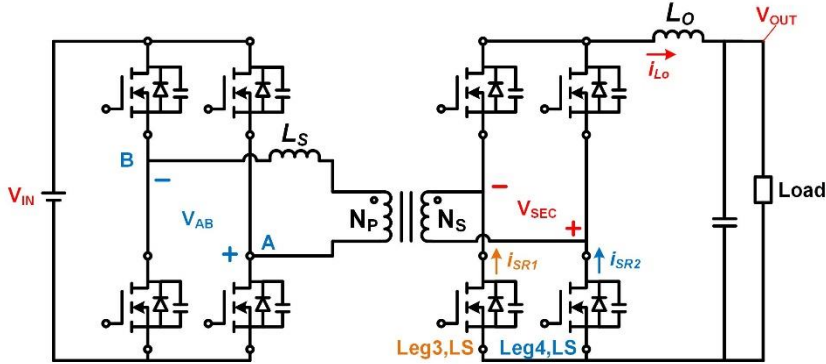 L_O
V_OUT
i_Lo
L_S
B
−
V_IN
V_AB
N_P
N_S
−
V_SEC
+
Load
+
A
i_SR1
i_SR2
Leg3,LS
Leg4,LS